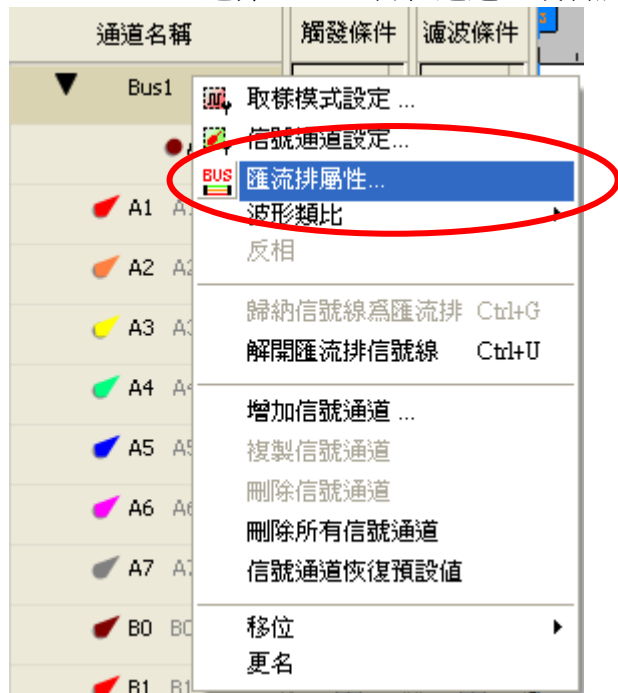 通道名稱 觸發條件 濾波條件
Bus1
取樣模式設定 ...
信號通道設定...
BUS 匯流排屬性...
A1
波形類比
A2
反相
A3
歸納信號線為匯流排 Ctrl+G
解開匯流排信號線 Ctrl+U
A4
增加信號通道 ...
A5
複製信號通道
刪除信號通道
A6
刪除所有信號通道
A7
信號通道恢復預設值
B0 B0
移位
更名
B1 B1